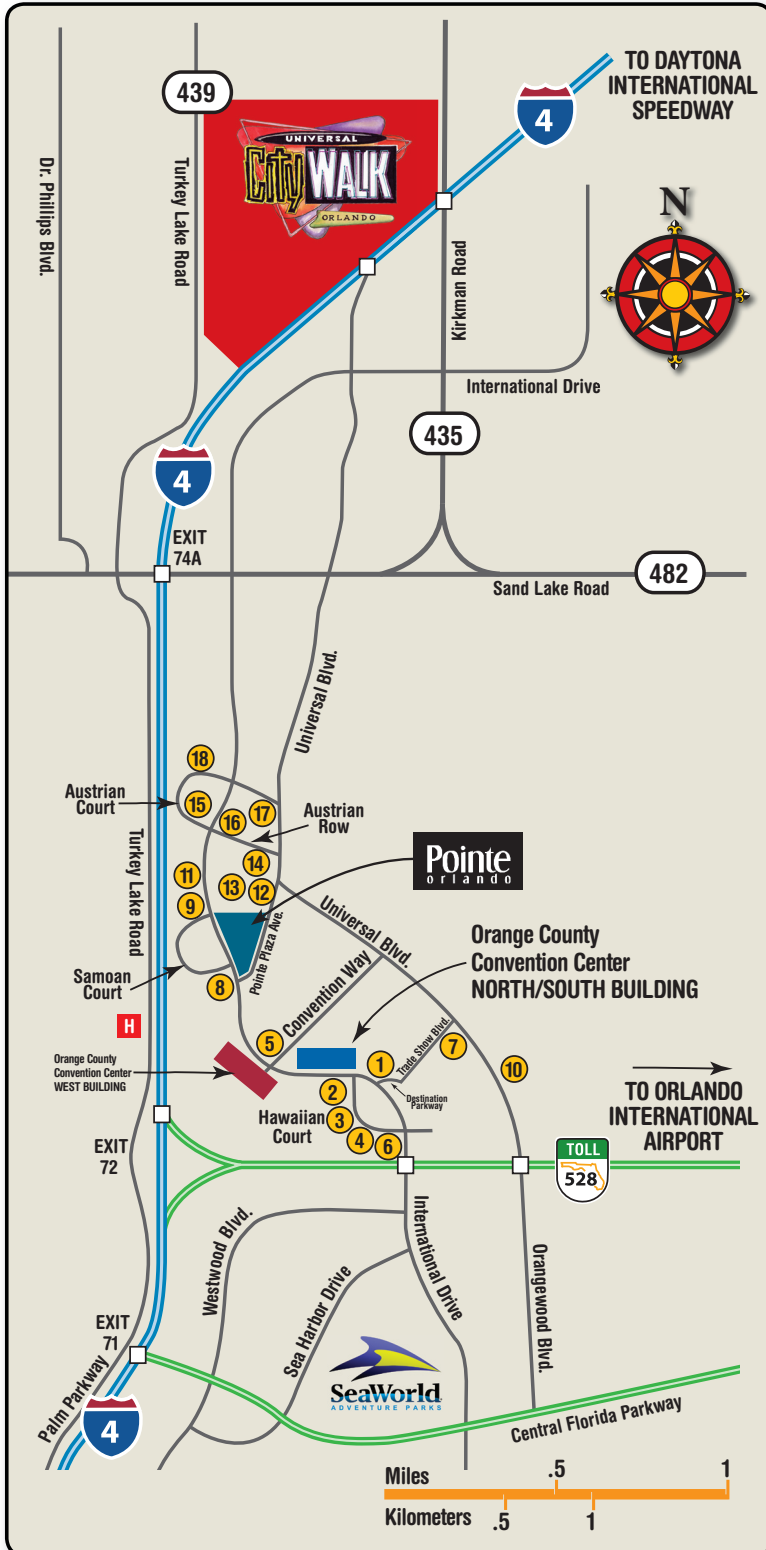 TO DAYTONA
INTERNATIONAL
SPEEDWAY
439
4
UNIVERSAL
City WALK
ORLANDO
Dr. Phillips Blvd.
Turkey Lake Road
Kirkman Road
N
International Drive
435
4
EXIT
74A
482
Sand Lake Road
Universal Blvd.
18
Austrian
Court
15
16
17
Austrian
Row
Turkey Lake Road
11
14
13
12
9
Pointe
orlando
Universal Blvd.
Pointe Plaza Ave.
Samoan
Court
8
Orange County
Convention Center
NORTH/SOUTH BUILDING
Convention Way
H
5
Trade Show Blvd.
7
1
10
Orange County
Convention Center
WEST BUILDING
2
Destination
Parkway
Hawaiian
Court
3
4
6
TO ORLANDO
INTERNATIONAL
AIRPORT
EXIT
72
TOLL
528
Westwood Blvd.
International Drive
Sea Harbor Drive
Orangewood Blvd.
EXIT
71
Palm Parkway
4
SeaWorld
ADVENTURE PARKS
Central Florida Parkway
Miles
.5
1
Kilometers
.5
1